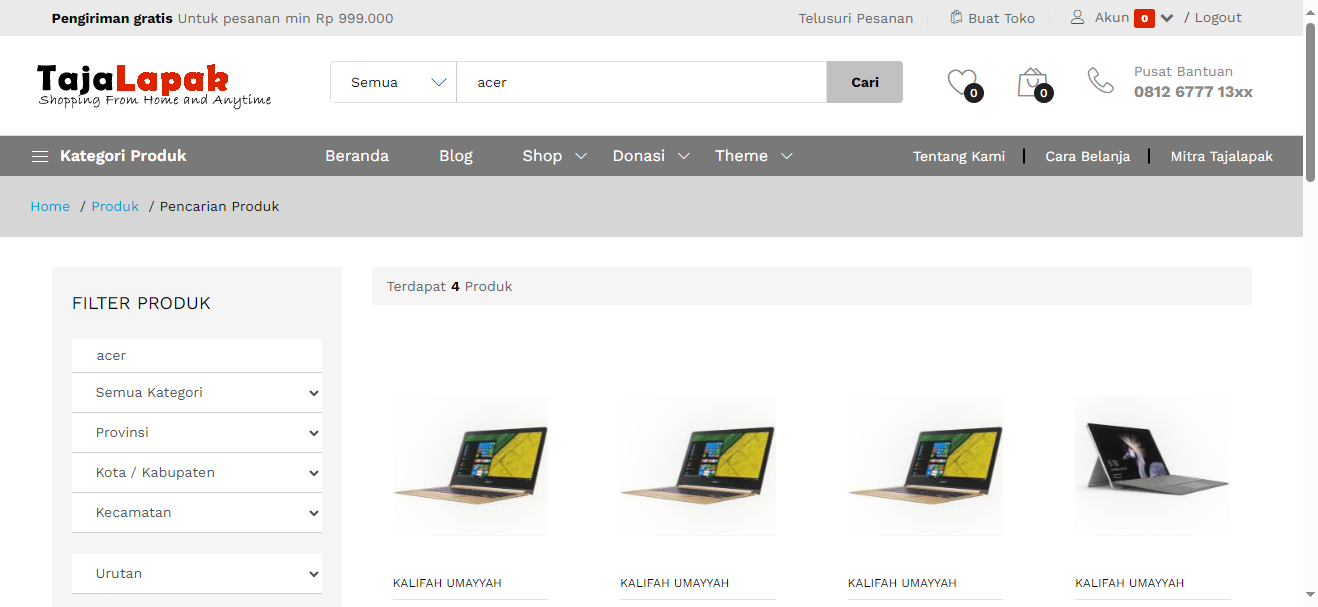 Pengiriman gratis Untuk pesanan min Rp 999.000
Telusuri Pesanan
Buat Toko
Akun 0
/ Logout
TajaLapak
Shopping From Home and Anytime
Semua
acer
Cari
0
0
Pusat Bantuan
0812 6777 13xx
Kategori Produk
Beranda
Blog
Shop
Donasi
Theme
Tentang Kami
Cara Belanja
Mitra Tajalapak
Home / Produk / Pencarian Produk
FILTER PRODUK
acer
Semua Kategori
Provinsi
Kota / Kabupaten
Kecamatan
Urutan
Terdapat 4 Produk
KALIFAH UMAYYAH
KALIFAH UMAYYAH
KALIFAH UMAYYAH
KALIFAH UMAYYAH